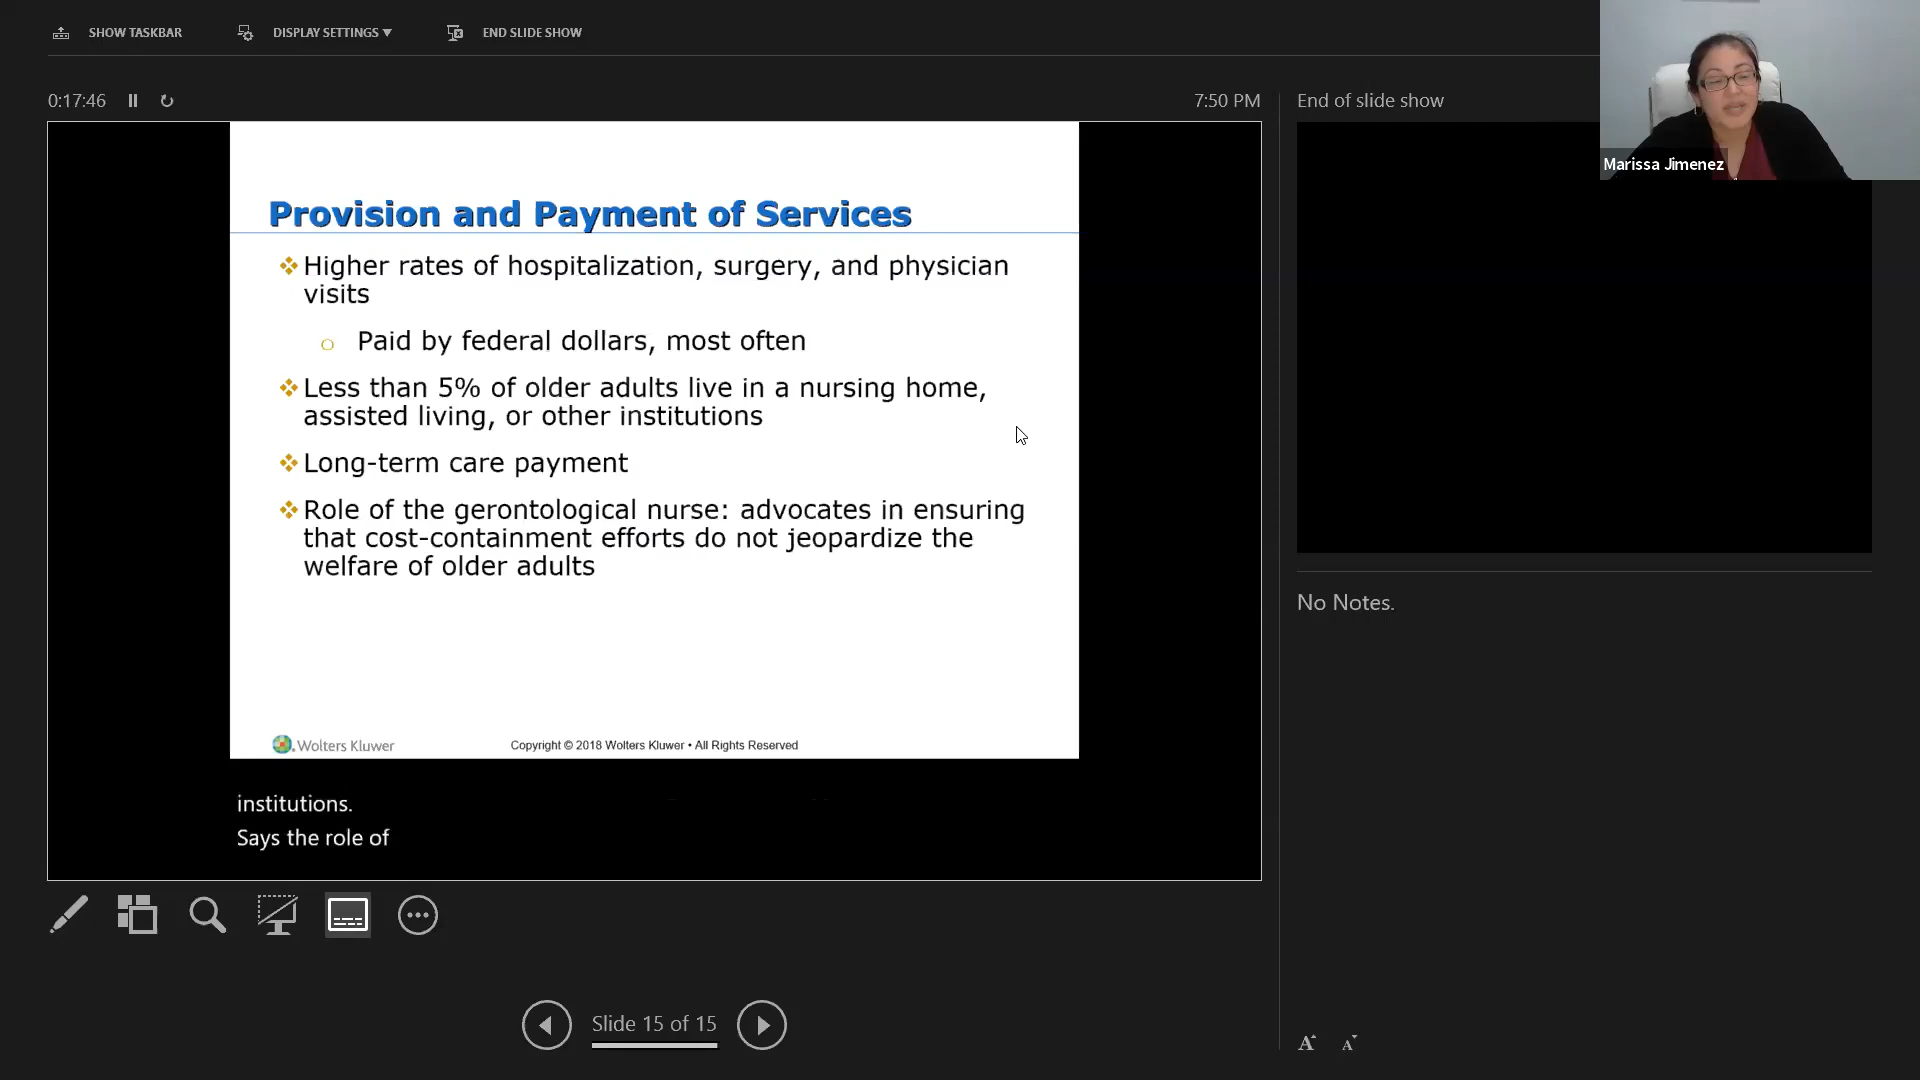 SHOW TASKBAR
DISPLAY SETTINGS ▼
END SLIDE SHOW
0:17:46
7:50 PM
End of slide show
Marissa Jimenez
Provision and Payment of Services
❖ Higher rates of hospitalization, surgery, and physician
visits
o Paid by federal dollars, most often
❖ Less than 5% of older adults live in a nursing home,
assisted living, or other institutions
❖ Long-term care payment
❖ Role of the gerontological nurse: advocates in ensuring
that cost-containment efforts do not jeopardize the
welfare of older adults
Wolters Kluwer
Copyright © 2018 Wolters Kluwer • All Rights Reserved
institutions.
Says the role of
No Notes.
Slide 15 of 15
A A